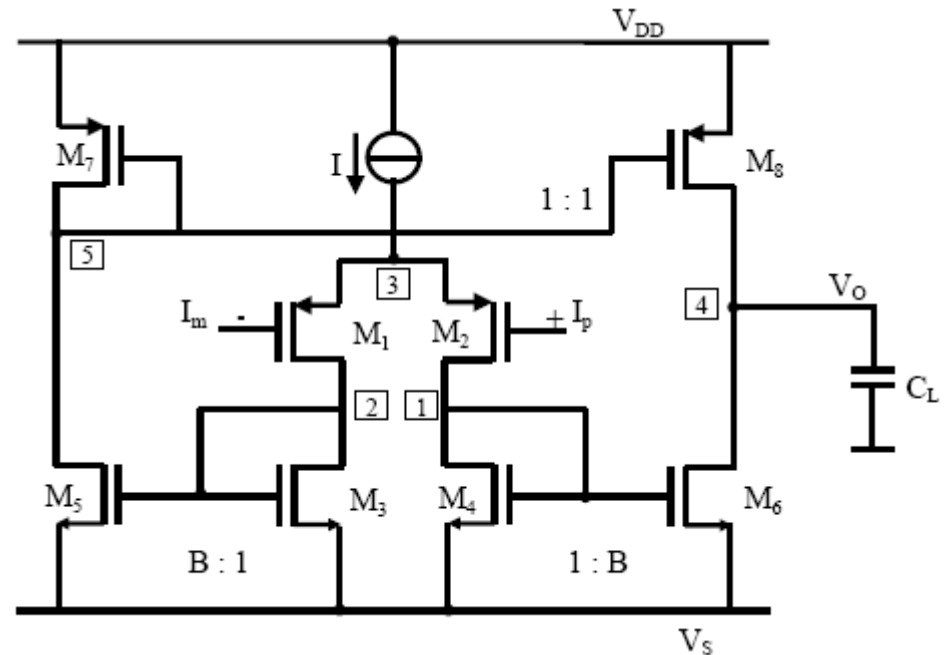 V_DD
M_7
I
M_8
1 : 1
5
3
I_m -
M_1
M_2
+ I_p
4
V_O
2
1
C_L
M_5
M_3
M_4
M_6
B : 1
1 : B
V_S